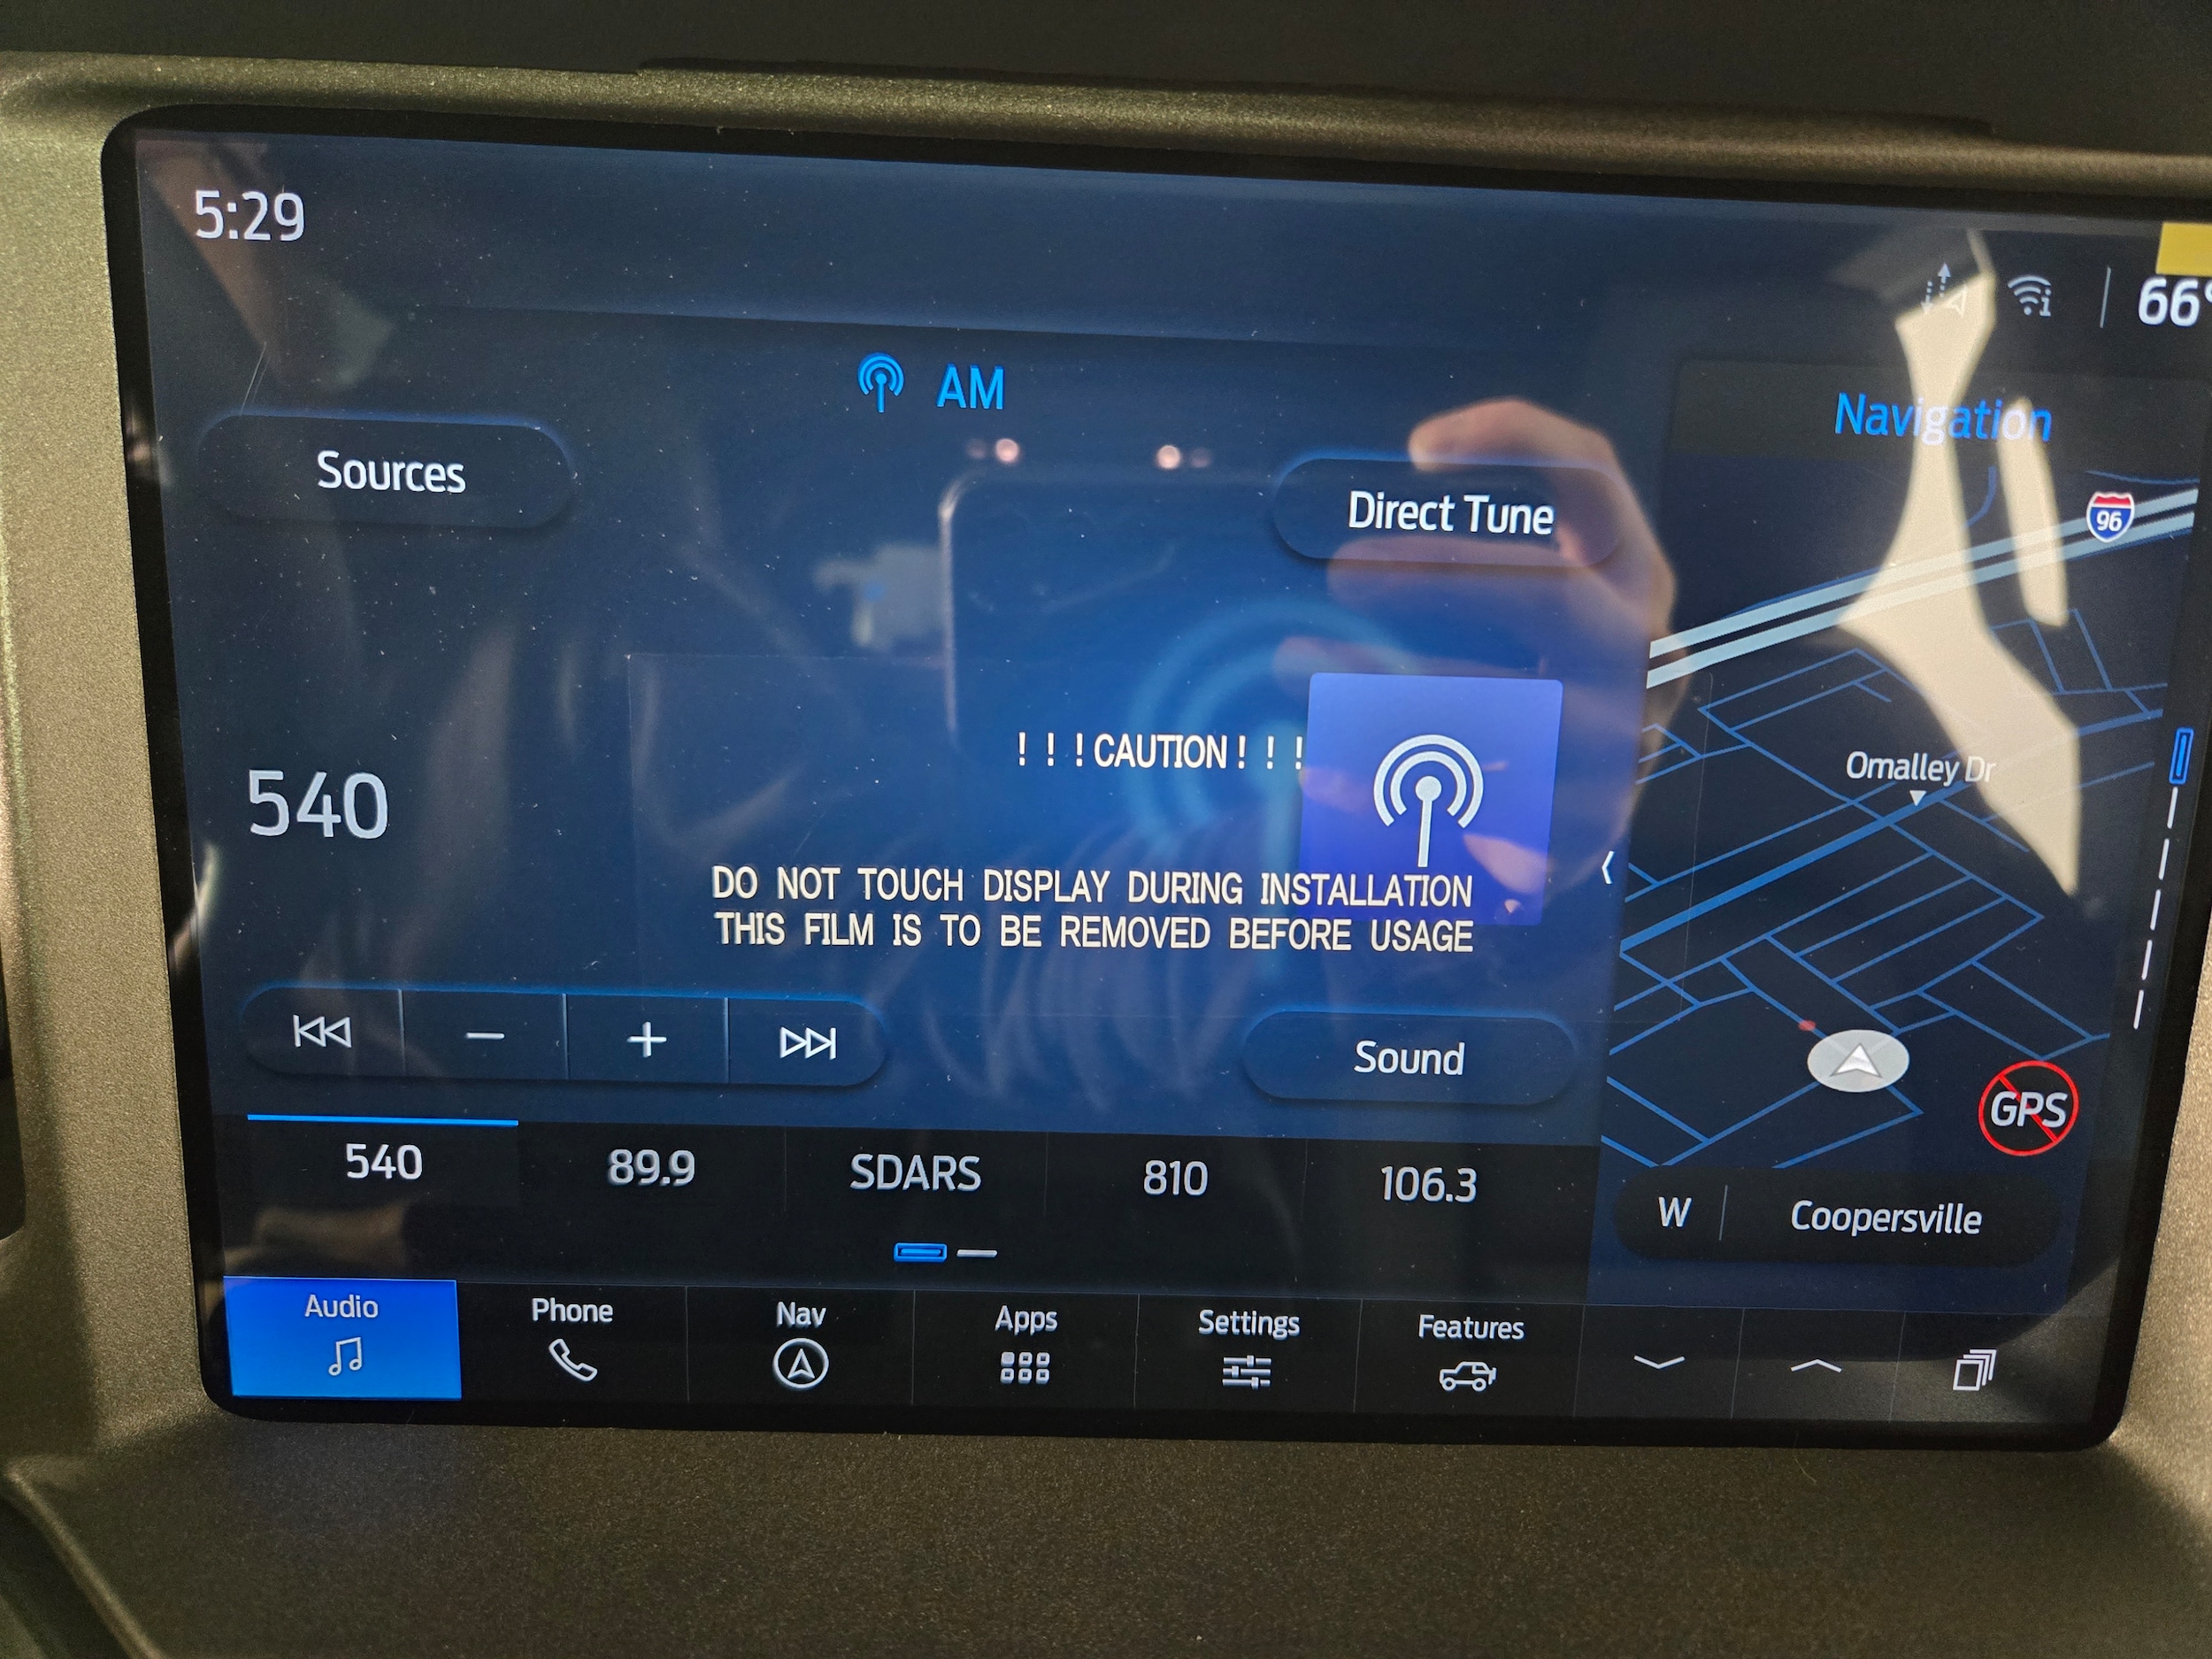 5:29
66°
AM
Sources
Direct Tune
Navigation
96
! ! ! CAUTION ! ! !
Omalley Dr
540
DO NOT TOUCH DISPLAY DURING INSTALLATION
THIS FILM IS TO BE REMOVED BEFORE USAGE
Sound
GPS
540
89.9
SDARS
810
106.3
W
Coopersville
Audio
Phone
Nav
Apps
Settings
Features